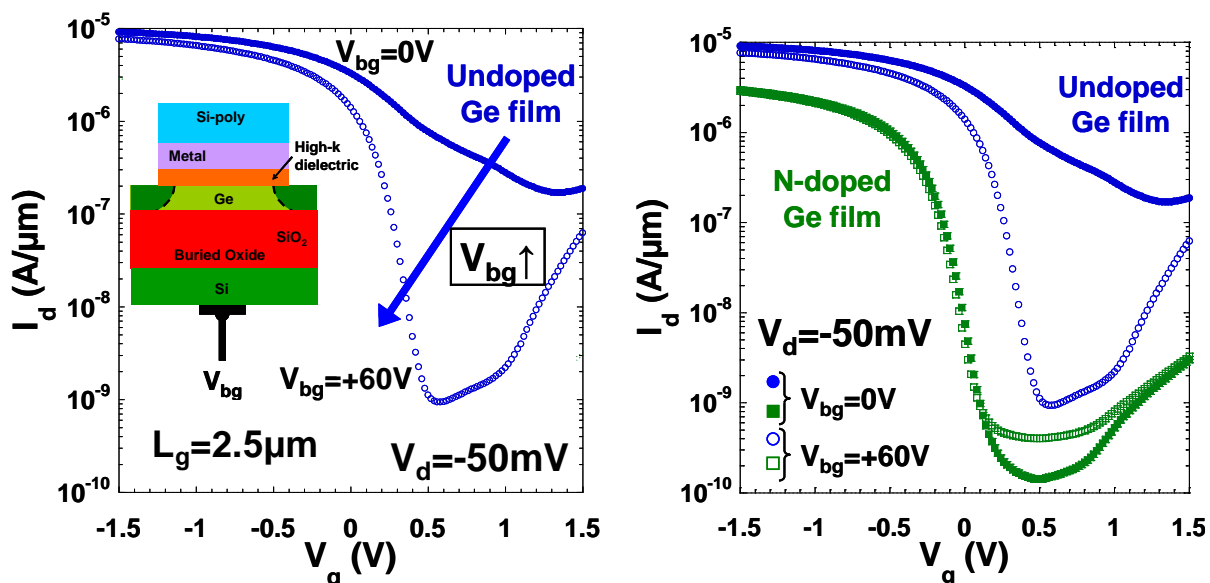 10⁻⁵
10⁻⁶
10⁻⁷
10⁻⁸
10⁻⁹
10⁻¹⁰
I_d (A/µm)
V_bg=0V
Undoped
Ge film
Si-poly
Metal
High-k
dielectric
Ge
SiO₂
Buried Oxide
Si
V_bg
V_bg↑
V_bg=+60V
L_g=2.5µm
V_d=-50mV
-1.5 -1 -0.5 0 0.5 1 1.5
V_g (V)
10⁻⁵
10⁻⁶
10⁻⁷
10⁻⁸
10⁻⁹
10⁻¹⁰
I_d (A/µm)
Undoped
Ge film
N-doped
Ge film
V_d=-50mV
V_bg=0V
V_bg=+60V
-1.5 -1 -0.5 0 0.5 1 1.5
V_g (V)